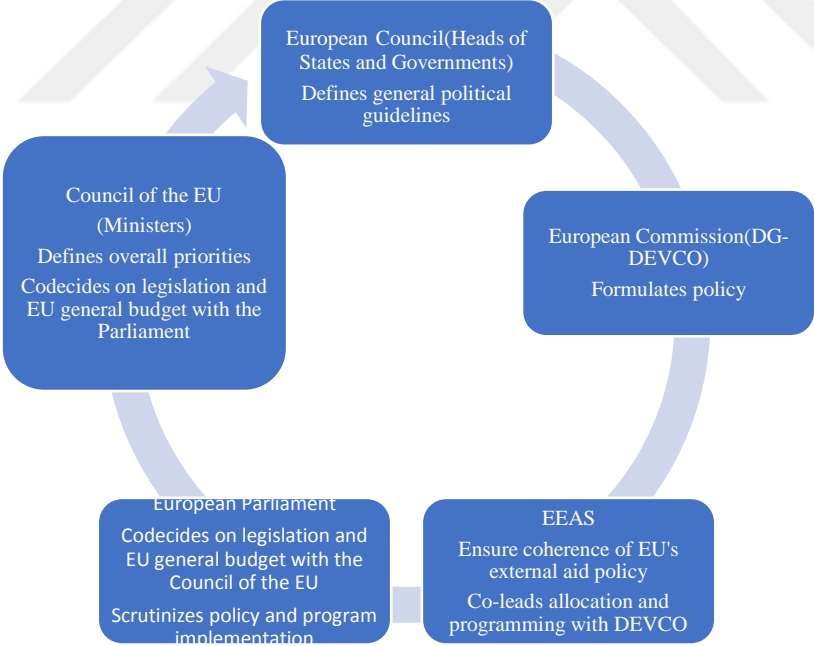 European Council(Heads of
States and Governments)
Defines general political
guidelines
European Commission(DG-
DEVCO)
Formulates policy
EEAS
Ensure coherence of EU's
external aid policy
Co-leads allocation and
programming with DEVCO
European Parliament
Codecides on legislation and
EU general budget with the
Council of the EU
Scrutinizes policy and program
implementation
Council of the EU
(Ministers)
Defines overall priorities
Codecides on legislation and
EU general budget with the
Parliament